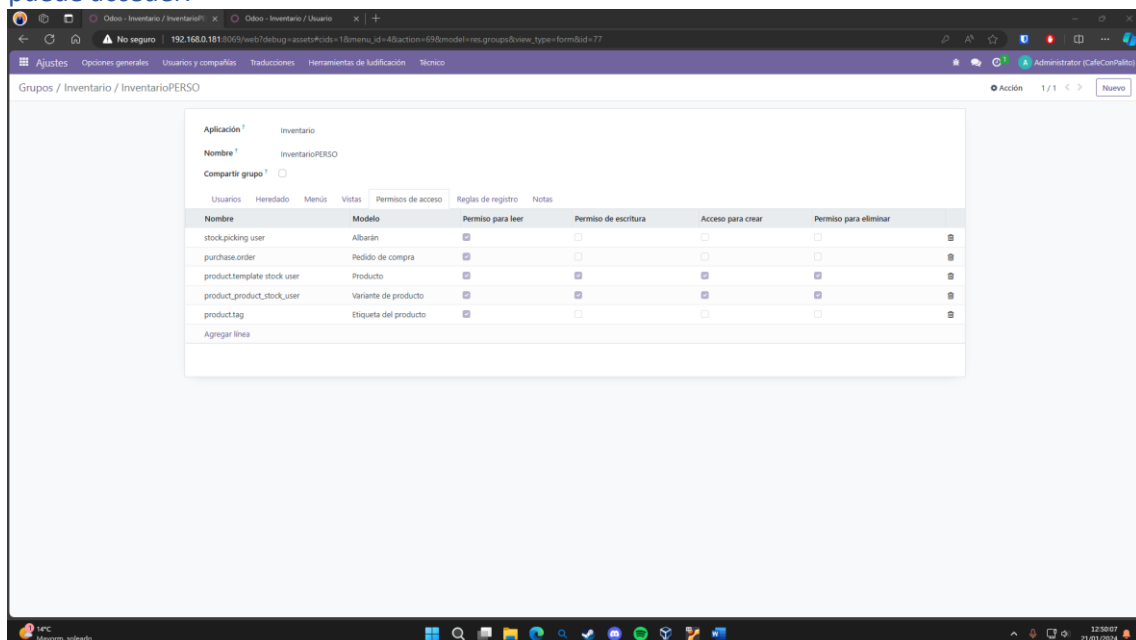 puede acceder.
Odoo - Inventario / InventarioP
Odoo - Inventario / Usuario
No seguro 192.168.0.181:8069/web?debug=assets#cids=1&menu_id=4&action=69&model=res.groups&view_type=form&id=77
Ajustes Opciones generales Usuarios y compañías Traducciones Herramientas de ludificación Técnico 1 A Administrator (CafeConPalito)
Grupos / Inventario / InventarioPERSO Acción 1/1 Nuevo
Aplicación ? Inventario
Nombre ? InventarioPERSO
Compartir grupo ?
Usuarios Heredado Menús Vistas Permisos de acceso Reglas de registro Notas
Nombre Modelo Permiso para leer Permiso de escritura Acceso para crear Permiso para eliminar
stock.picking user Albarán
purchase.order Pedido de compra
product.template stock user Producto
product_product_stock_user Variante de producto
product.tag Etiqueta del producto
Agregar línea
1 14°C 12:50:07
Mayorm. soleado 21/01/2024